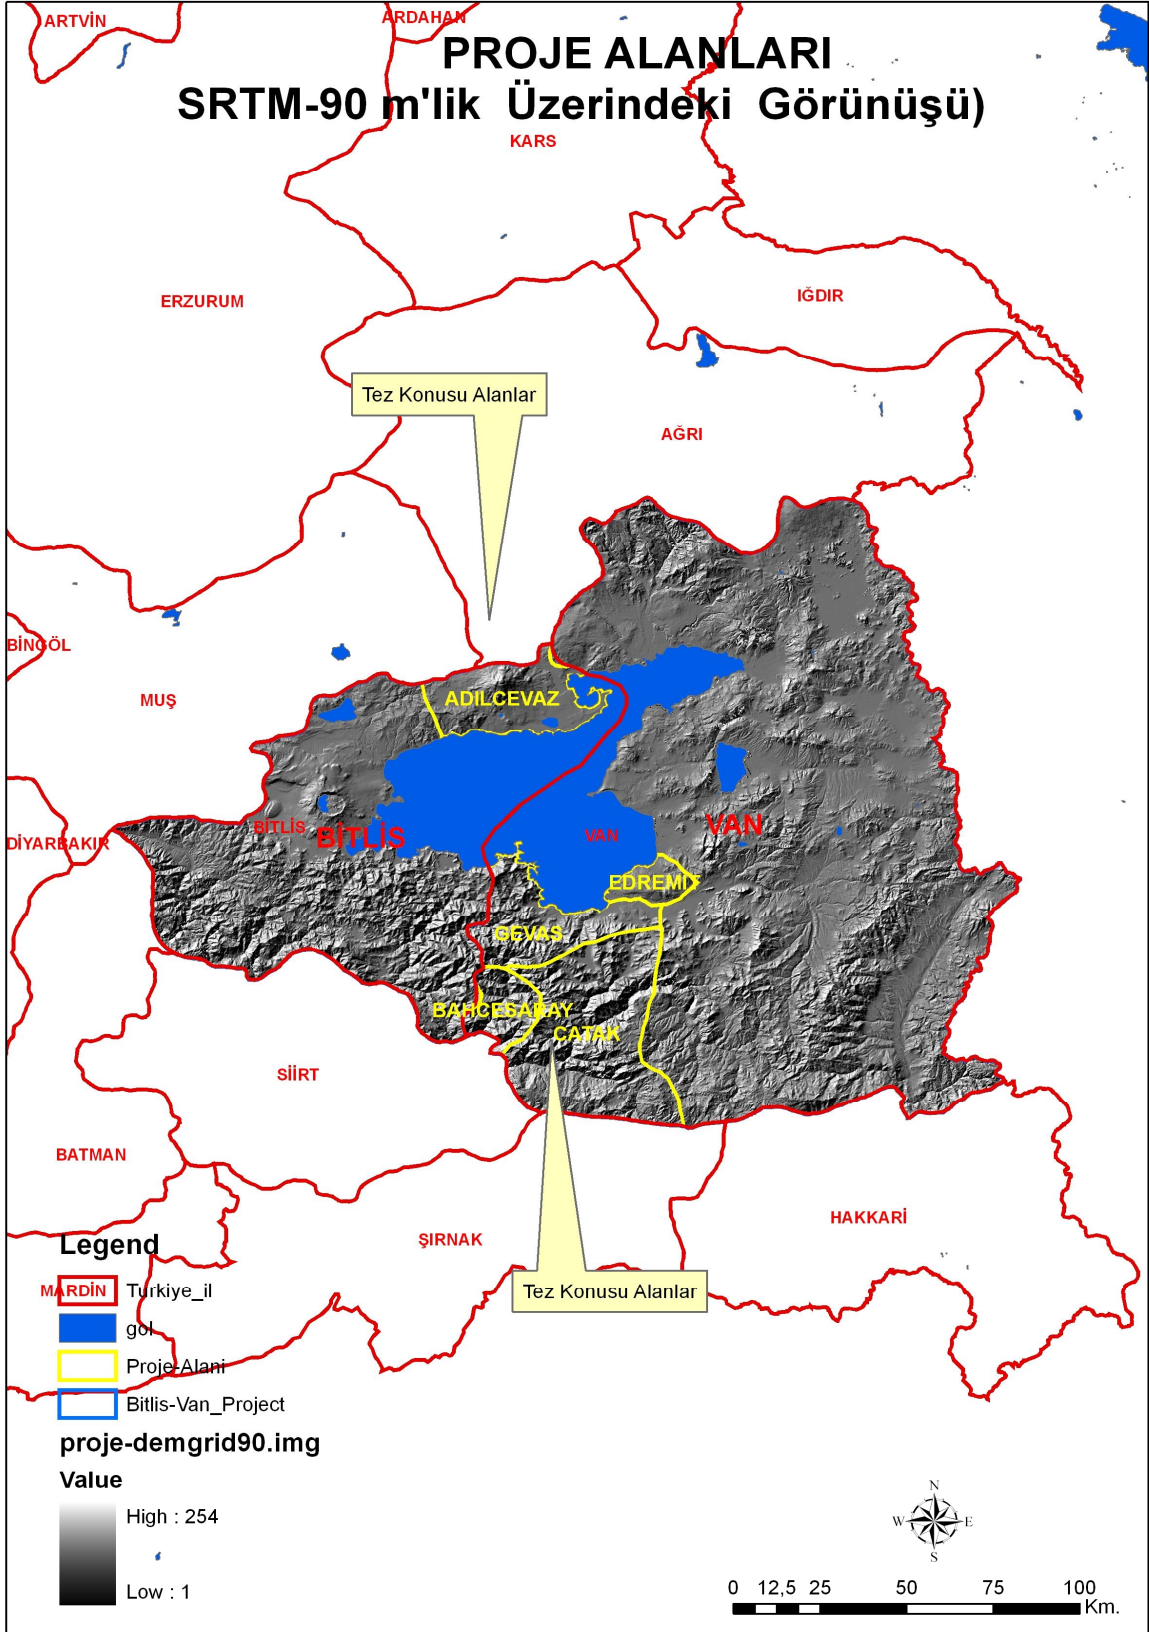 ARTVİN
ARDAHAN
PROJE ALANLARI
SRTM-90 m'lik Üzerindeki Görünüşü)
KARS
ERZURUM
IĞDIR
Tez Konusu Alanlar
AĞRI
BİNGÖL
MUŞ
ADILCEVAZ
BİTLİS
BİTLİS
VAN
VAN
DİYARBAKIR
EDREMİT
GEVAS
BAHCESARAY
CATAK
SİİRT
BATMAN
ŞIRNAK
HAKKARİ
Legend
MARDİN
Turkiye_il
Tez Konusu Alanlar
gol
Proje-Alani
Bitlis-Van_Project
proje-demgrid90.img
Value
High : 254
Low : 1
N
W E
S
0 12,5 25 50 75 100
Km.